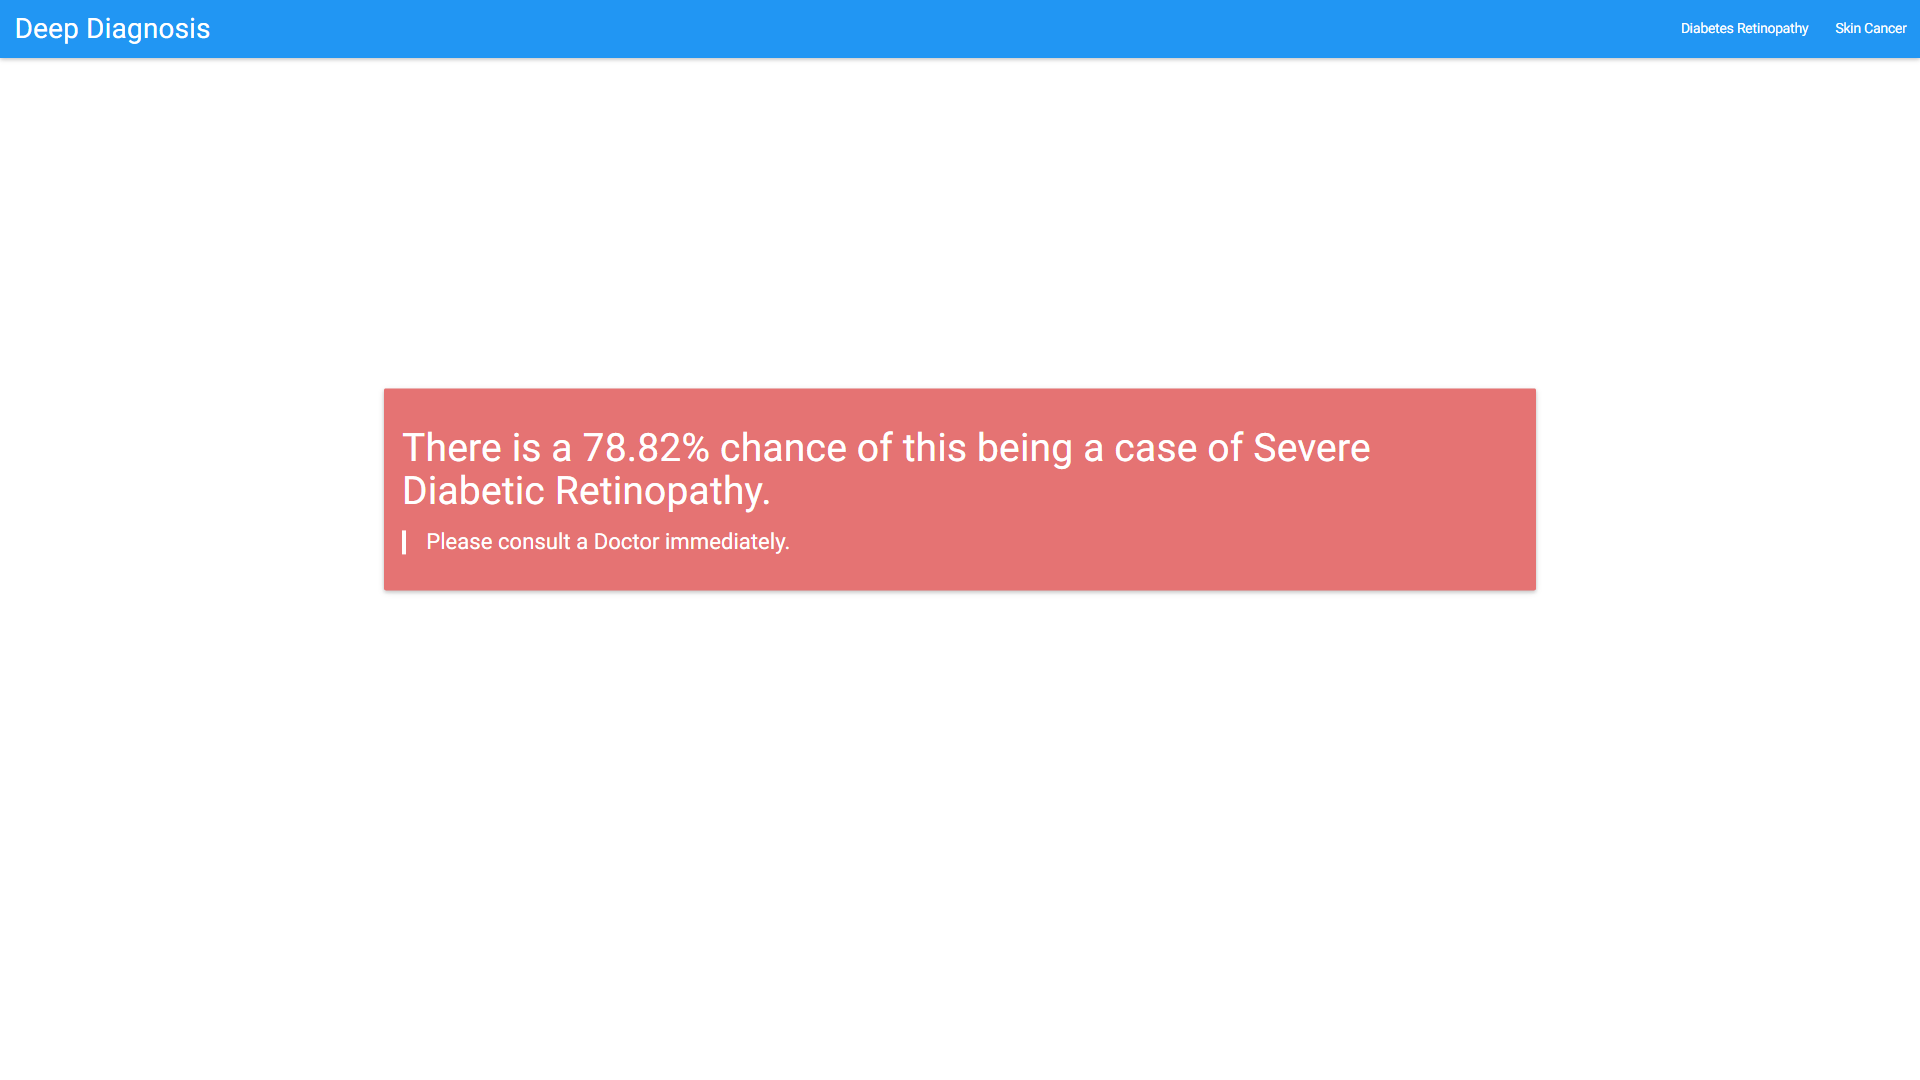 Deep Diagnosis
Diabetes Retinopathy
Skin Cancer
There is a 78.82% chance of this being a case of Severe
Diabetic Retinopathy.
Please consult a Doctor immediately.